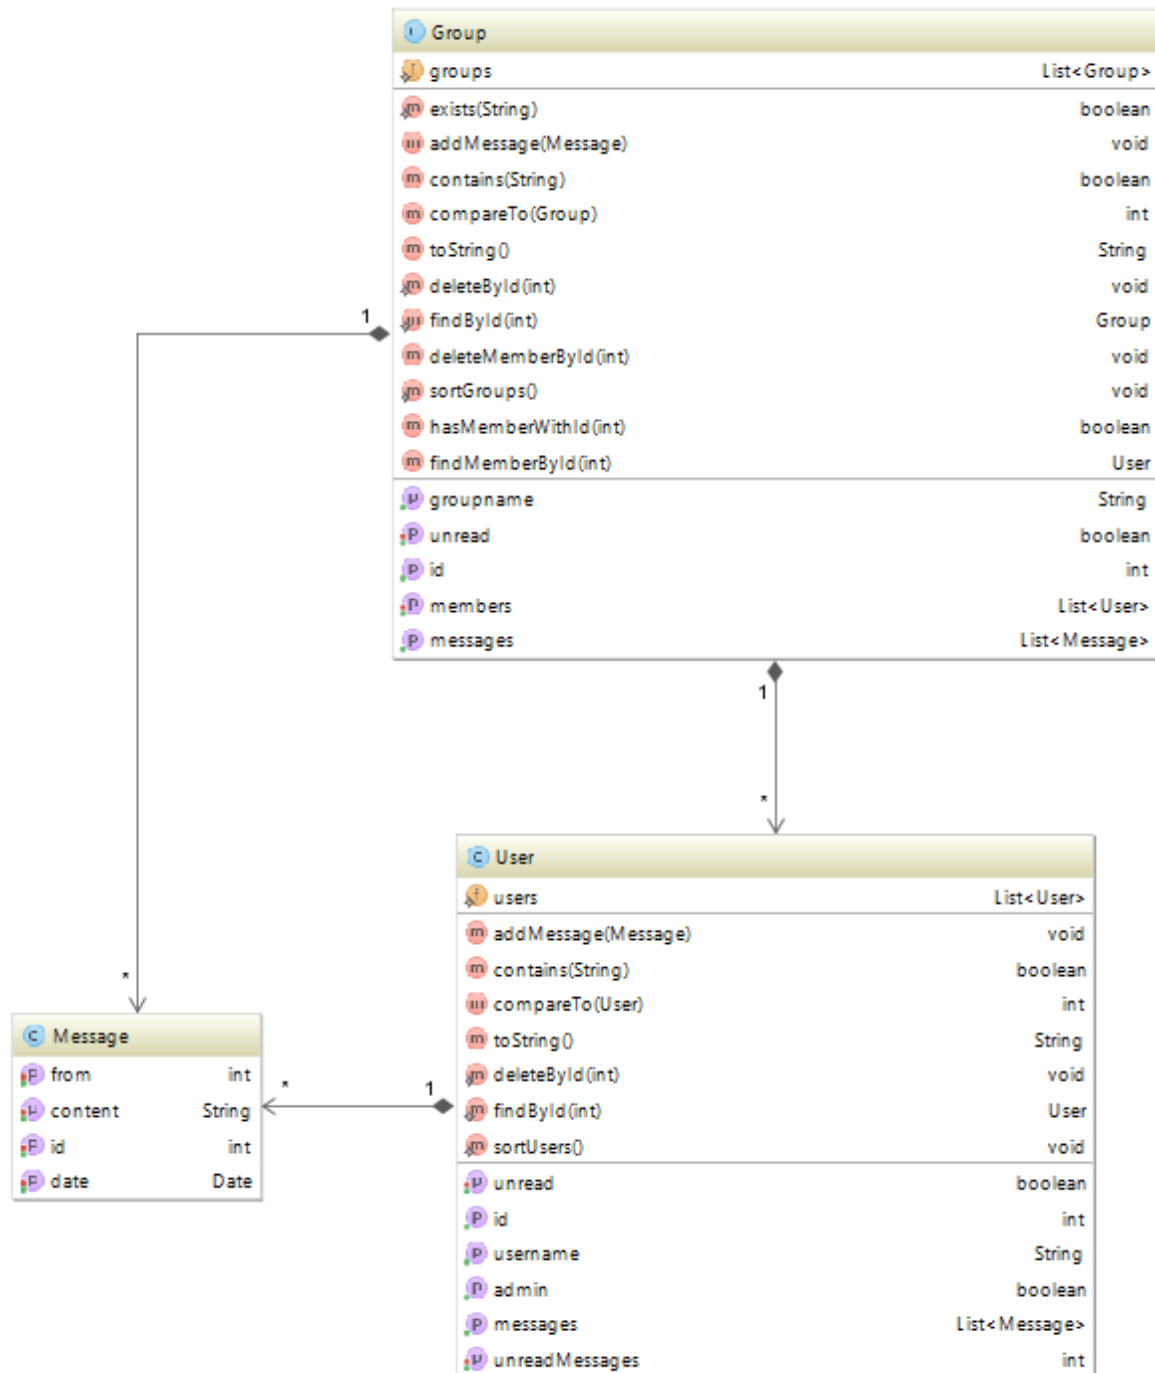 Group
groups List<Group>
exists(String) boolean
addMessage(Message) void
contains(String) boolean
compareTo(Group) int
toString() String
deleteById(int) void
findById(int) Group
deleteMemberById(int) void
sortGroups() void
hasMemberWithId(int) boolean
findMemberById(int) User
groupname String
unread boolean
id int
members List<User>
messages List<Message>
1
1
*
*
User
users List<User>
addMessage(Message) void
contains(String) boolean
compareTo(User) int
toString() String
deleteById(int) void
findById(int) User
sortUsers() void
unread boolean
id int
username String
admin boolean
messages List<Message>
unreadMessages int
1
*
Message
from int
content String
id int
date Date